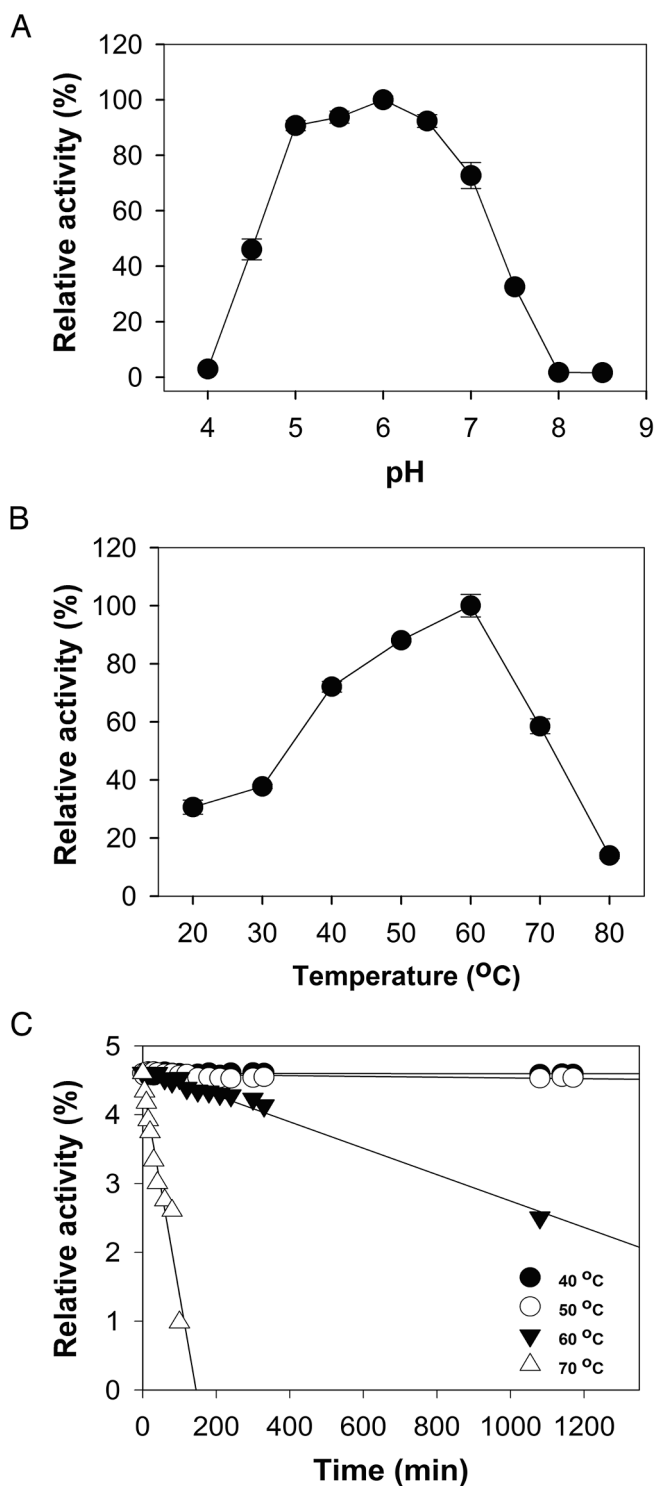 A
Relative activity (%)
120
100
80
60
40
20
0
4 5 6 7 8 9
pH
B
Relative activity (%)
120
100
80
60
40
20
0
20 30 40 50 60 70 80
Temperature (ºC)
C
Relative activity (%)
5
4
3
2
1
0
40 ºC
50 ºC
60 ºC
70 ºC
0 200 400 600 800 1000 1200
Time (min)